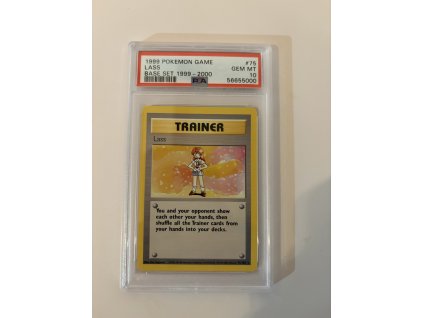 1999 POKEMON GAME #75
LASS GEM MT
BASE SET 1999-2000 10
PSA 56655000
TRAINER
Lass
You and your opponent show
each other your hands, then
shuffle all the Trainer cards from
your hands into your decks.